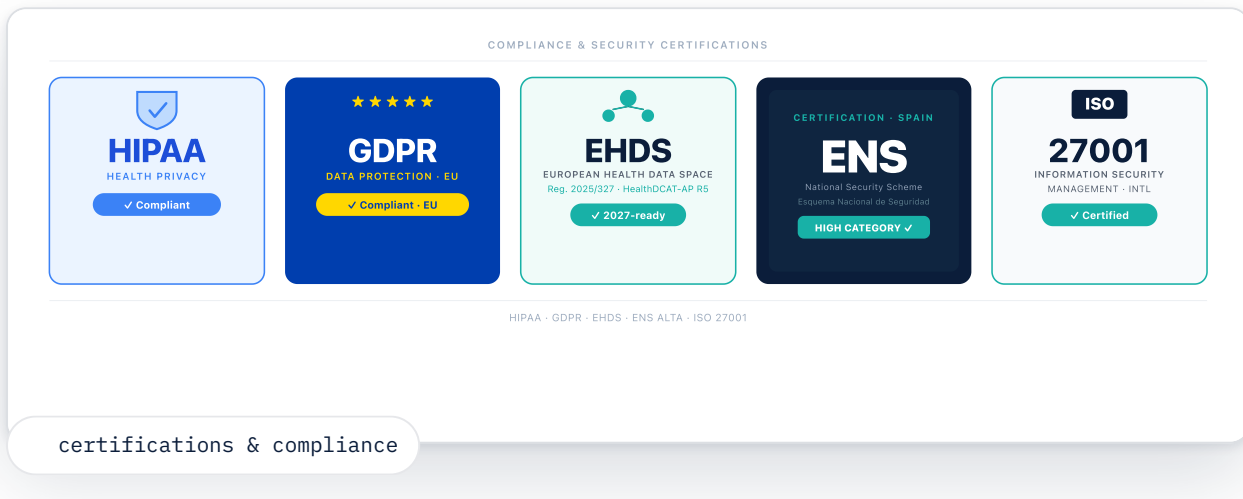 COMPLIANCE & SECURITY CERTIFICATIONS
HIPAA
HEALTH PRIVACY
✓ Compliant
GDPR
DATA PROTECTION · EU
✓ Compliant · EU
EHDS
EUROPEAN HEALTH DATA SPACE
Reg. 2025/327 · HealthDCAT-AP R5
✓ 2027-ready
CERTIFICATION · SPAIN
ENS
National Security Scheme
Esquema Nacional de Seguridad
HIGH CATEGORY ✓
ISO
27001
INFORMATION SECURITY
MANAGEMENT · INTL
✓ Certified
HIPAA · GDPR · EHDS · ENS ALTA · ISO 27001
certifications & compliance